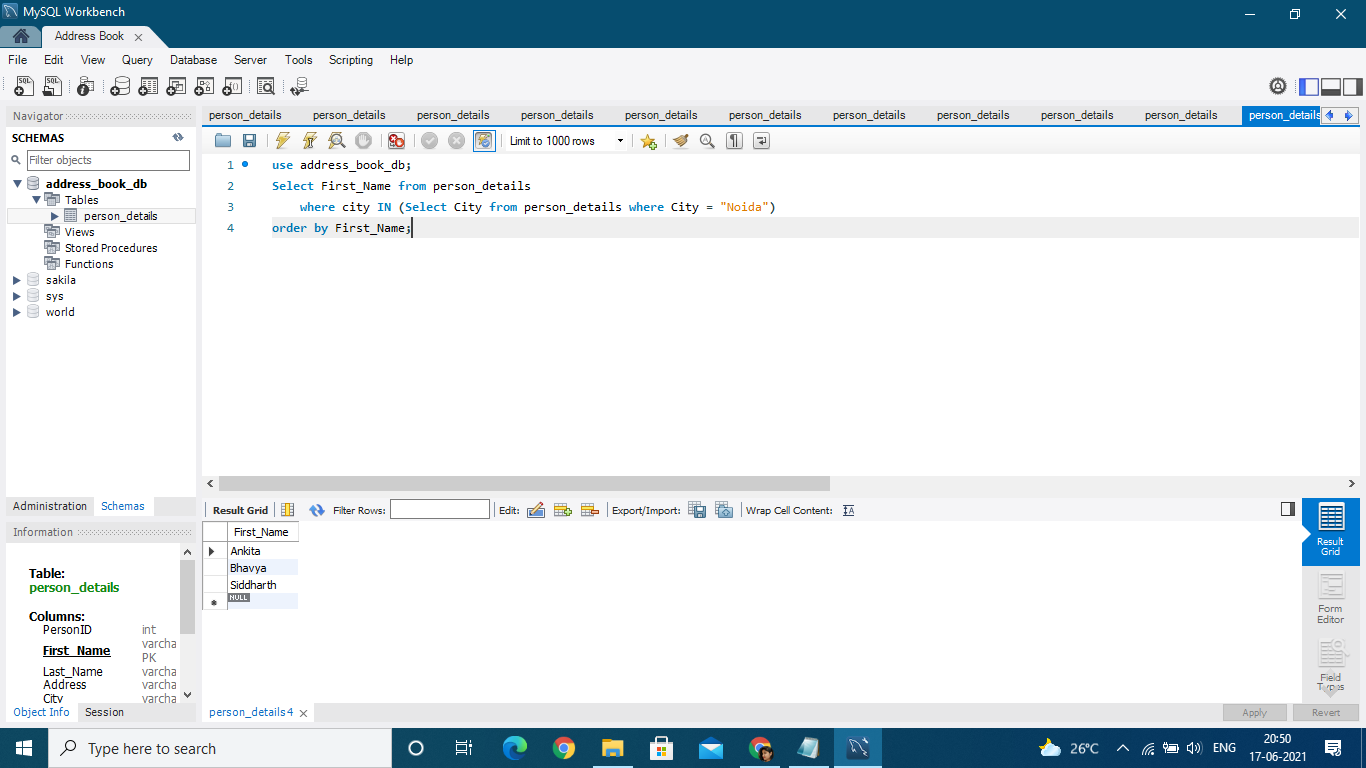 MySQL Workbench
Address Book
File Edit View Query Database Server Tools Scripting Help
Navigator
SCHEMAS
Filter objects
address_book_db
Tables
person_details
Views
Stored Procedures
Functions
sakila
sys
world
Administration Schemas
Information
Table:
person_details
Columns:
PersonID int
First_Name varcha
PK
Last_Name varcha
Address varcha
City varcha
Object Info Session
person_details person_details person_details person_details person_details person_details person_details person_details person_details person_details person_details
Limit to 1000 rows
1 use address_book_db;
2 Select First_Name from person_details
3 where city IN (Select City from person_details where City = "Noida")
4 order by First_Name;
Result Grid Filter Rows: Edit: Export/Import: Wrap Cell Content:
First_Name
Ankita
Bhavya
Siddharth
NULL
Result
Grid
Form
Editor
Field
Types
person_details4
Apply Revert
Type here to search
26°C
ENG
20:50
17-06-2021